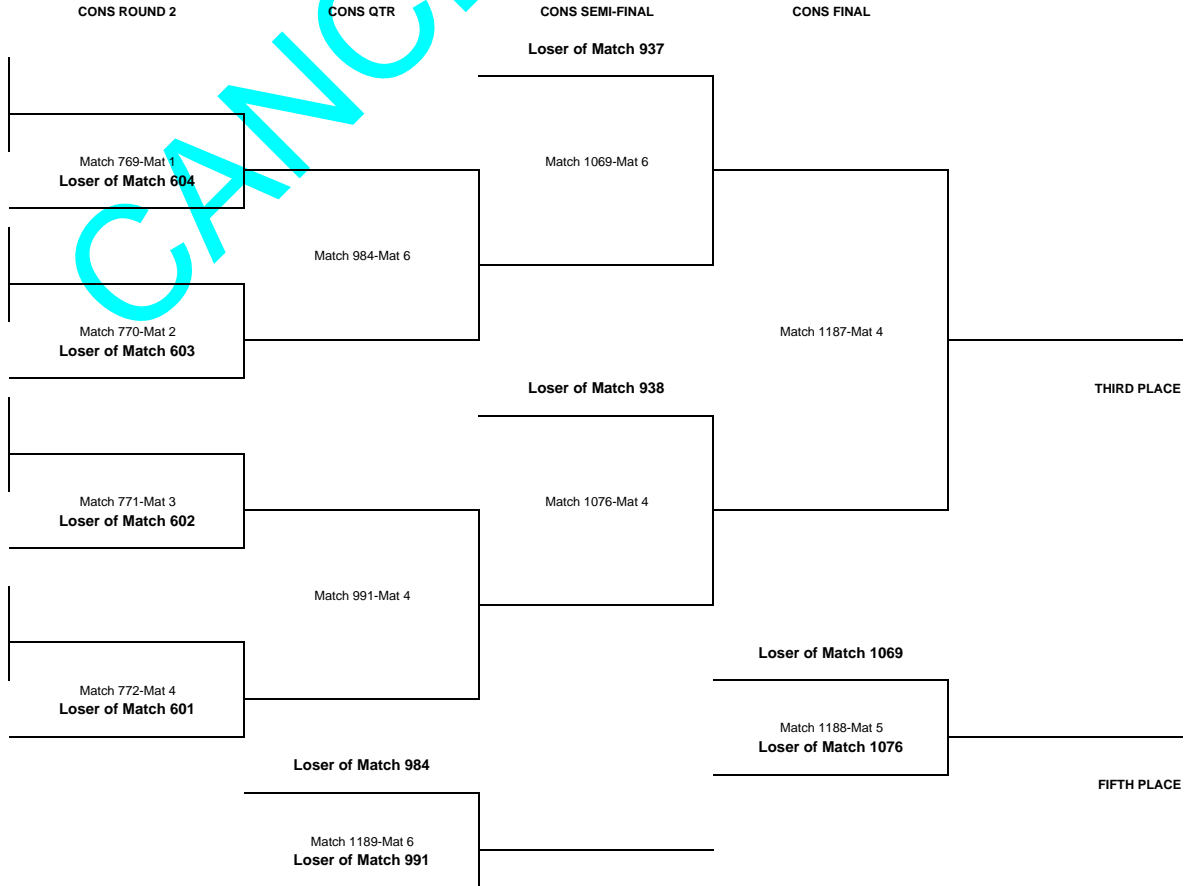 CONS ROUND 2
CONS QTR
CONS SEMI-FINAL
CONS FINAL
Loser of Match 937
Match 769-Mat 1
Loser of Match 604
Match 1069-Mat 6
Match 984-Mat 6
Match 770-Mat 2
Loser of Match 603
Match 1187-Mat 4
Loser of Match 938
THIRD PLACE
Match 771-Mat 3
Loser of Match 602
Match 1076-Mat 4
Match 991-Mat 4
Loser of Match 1069
Match 772-Mat 4
Loser of Match 601
Match 1188-Mat 5
Loser of Match 1076
Loser of Match 984
FIFTH PLACE
Match 1189-Mat 6
Loser of Match 991